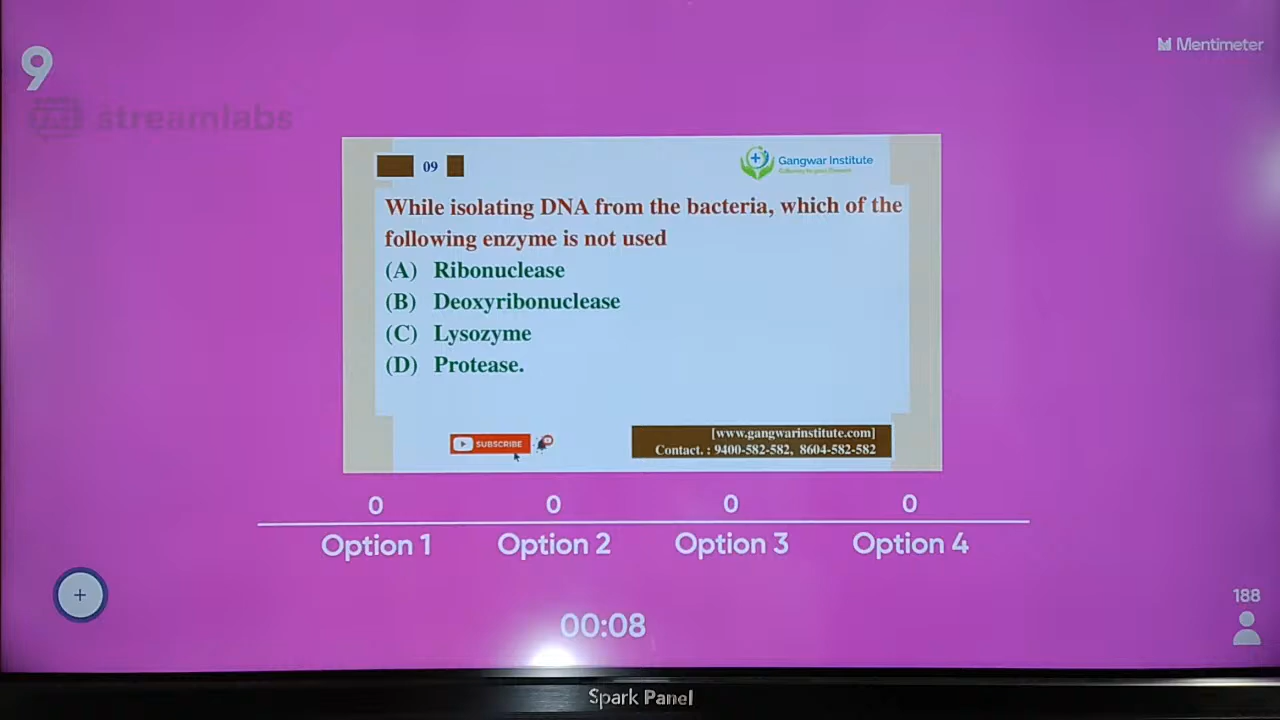 9
Mentimeter
streamlabs
09
Gangwar Institute
While isolating DNA from the bacteria, which of the
following enzyme is not used
(A) Ribonuclease
(B) Deoxyribonuclease
(C) Lysozyme
(D) Protease.
SUBSCRIBE
[www.gangwarinstitute.com]
Contact. : 9400-582-582, 8604-582-582
0 0 0 0
Option 1 Option 2 Option 3 Option 4
+
188
00:08
Spark Panel